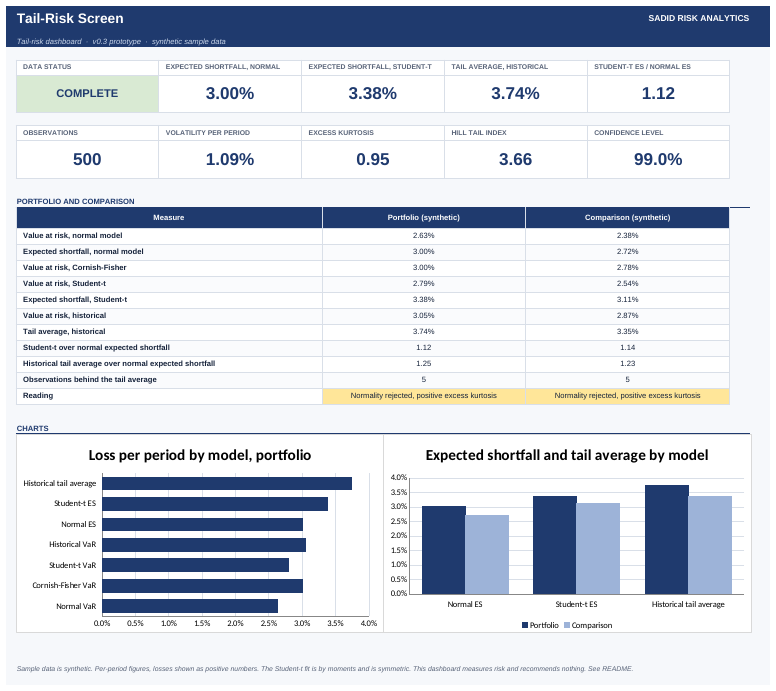 Tail-Risk Screen
SADID RISK ANALYTICS
Tail-risk dashboard · v0.3 prototype · synthetic sample data
DATA STATUS EXPECTED SHORTFALL, NORMAL EXPECTED SHORTFALL, STUDENT-T TAIL AVERAGE, HISTORICAL STUDENT-T ES / NORMAL ES
COMPLETE 3.00% 3.38% 3.74% 1.12
OBSERVATIONS VOLATILITY PER PERIOD EXCESS KURTOSIS HILL TAIL INDEX CONFIDENCE LEVEL
500 1.09% 0.95 3.66 99.0%
PORTFOLIO AND COMPARISON
Measure Portfolio (synthetic) Comparison (synthetic)
Value at risk, normal model 2.63% 2.38%
Expected shortfall, normal model 3.00% 2.72%
Value at risk, Cornish-Fisher 3.00% 2.78%
Value at risk, Student-t 2.79% 2.54%
Expected shortfall, Student-t 3.38% 3.11%
Value at risk, historical 3.05% 2.87%
Tail average, historical 3.74% 3.35%
Student-t over normal expected shortfall 1.12 1.14
Historical tail average over normal expected shortfall 1.25 1.23
Observations behind the tail average 5 5
Reading Normality rejected, positive excess kurtosis Normality rejected, positive excess kurtosis
CHARTS
Loss per period by model, portfolio
Historical tail average
Student-t ES
Normal ES
Historical VaR
Student-t VaR
Cornish-Fisher VaR
Normal VaR
0.0% 0.5% 1.0% 1.5% 2.0% 2.5% 3.0% 3.5% 4.0%
Expected shortfall and tail average by model
4.0%
3.5%
3.0%
2.5%
2.0%
1.5%
1.0%
0.5%
0.0%
Normal ES Student-t ES Historical tail average
Portfolio Comparison
Sample data is synthetic. Per-period figures, losses shown as positive numbers. The Student-t fit is by moments and is symmetric. This dashboard measures risk and recommends nothing. See README.